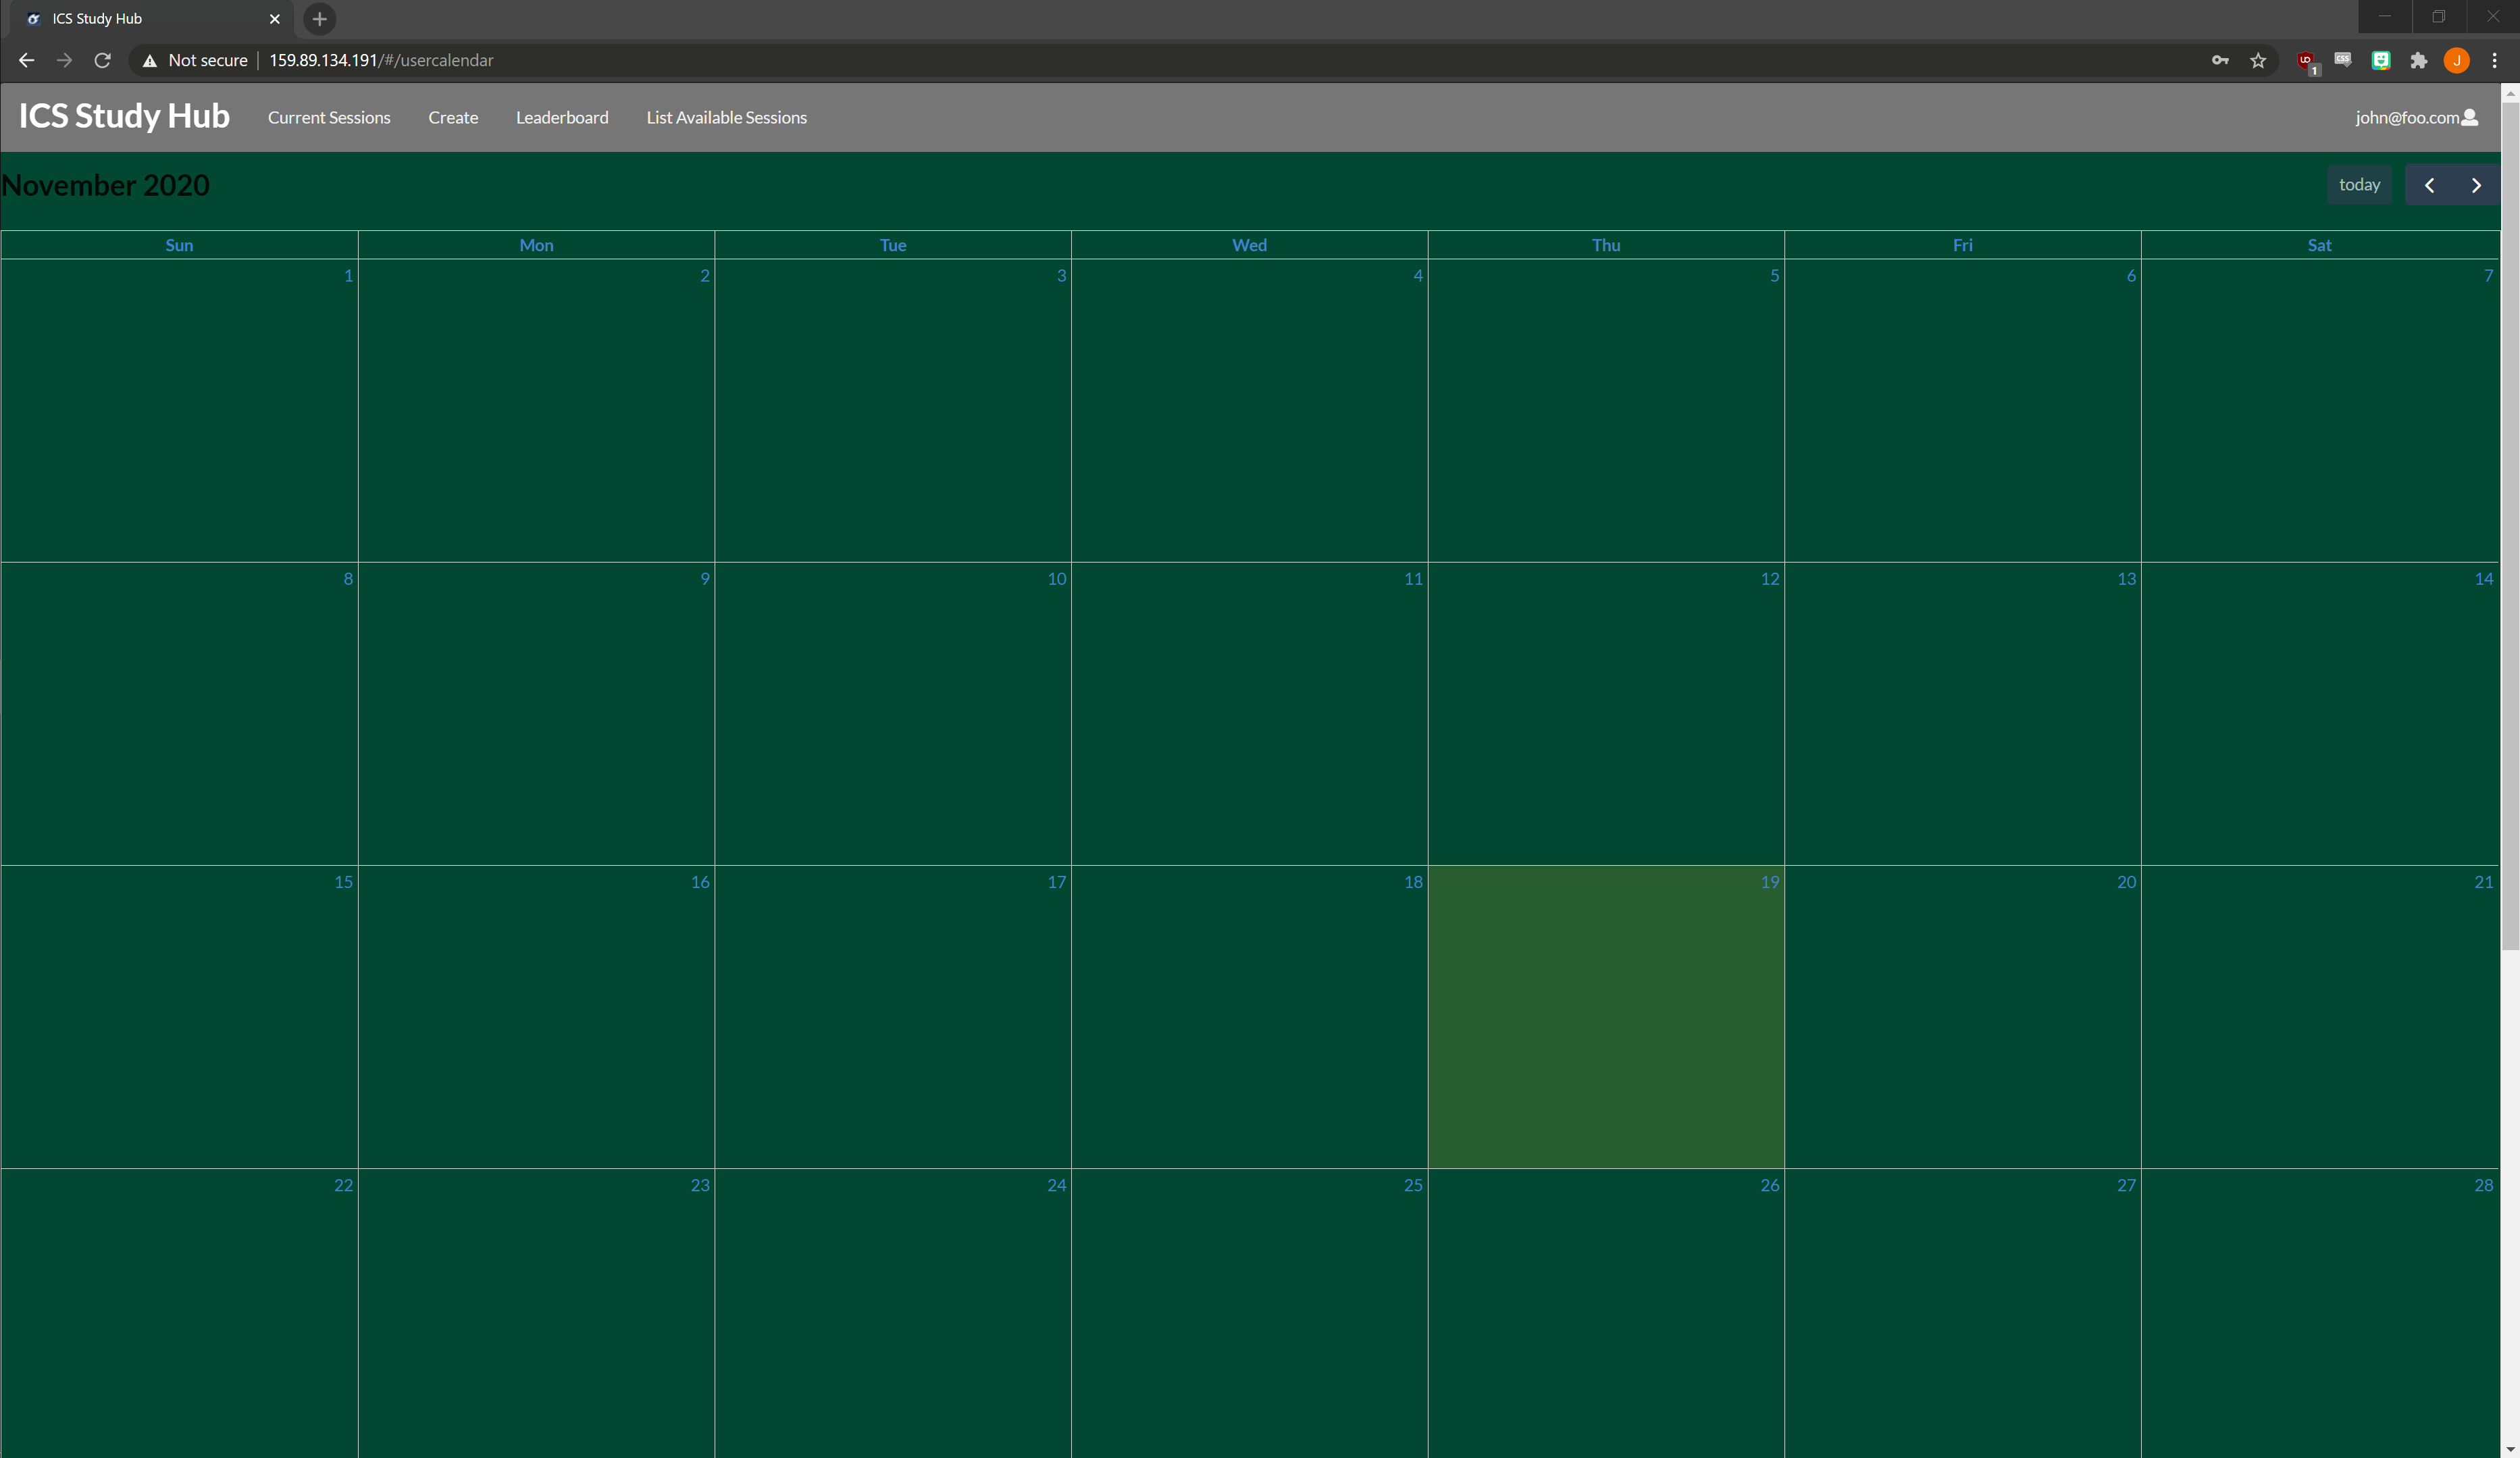 ICS Study Hub
Not secure 159.89.134.191/#/usercalendar
UO 1 CSS J
ICS Study Hub Current Sessions Create Leaderboard List Available Sessions john@foo.com
November 2020 today
Sun Mon Tue Wed Thu Fri Sat
1 2 3 4 5 6 7
8 9 10 11 12 13 14
15 16 17 18 19 20 21
22 23 24 25 26 27 28